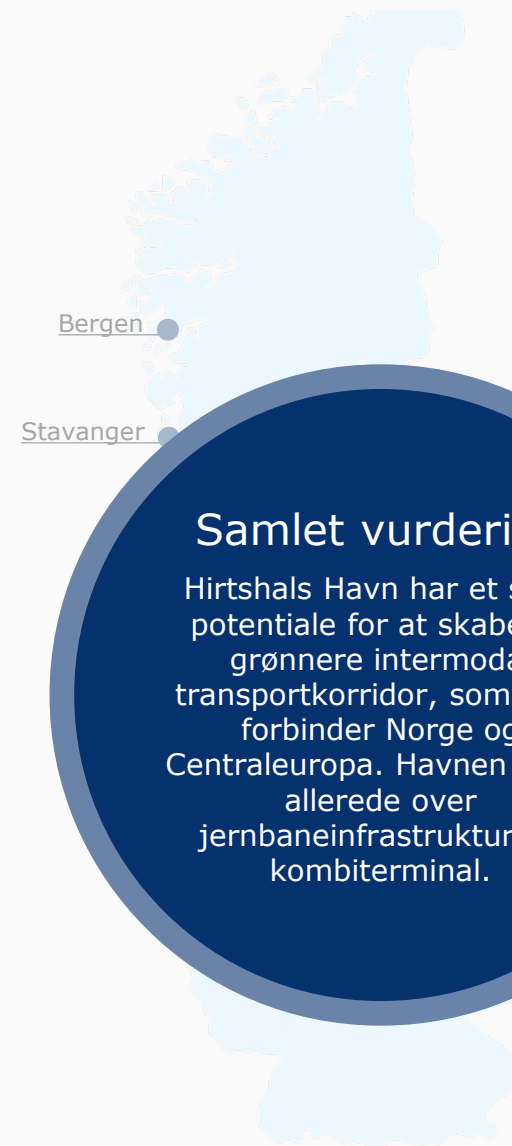 Bergen
Stavanger
Samlet vurderi
Hirtshals Havn har et s
potentiale for at skabe
grønnere intermoda
transportkorridor, som
forbinder Norge og
Centraleuropa. Havnen
allerede over
jernbaneinfrastruktur
kombiterminal.